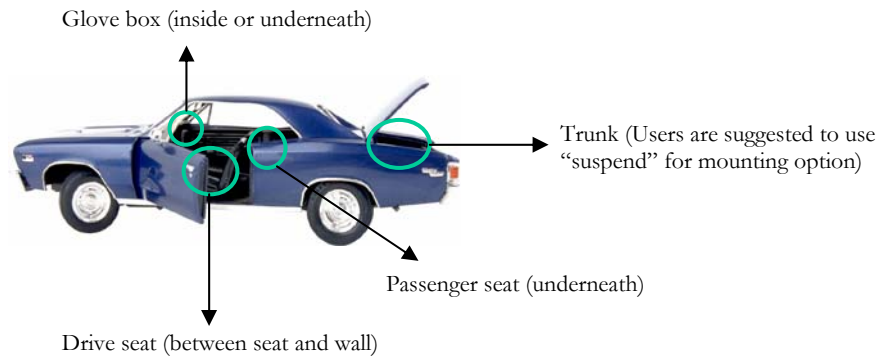 Glove box (inside or underneath)
Trunk (Users are suggested to use
“suspend” for mounting option)
Passenger seat (underneath)
Drive seat (between seat and wall)